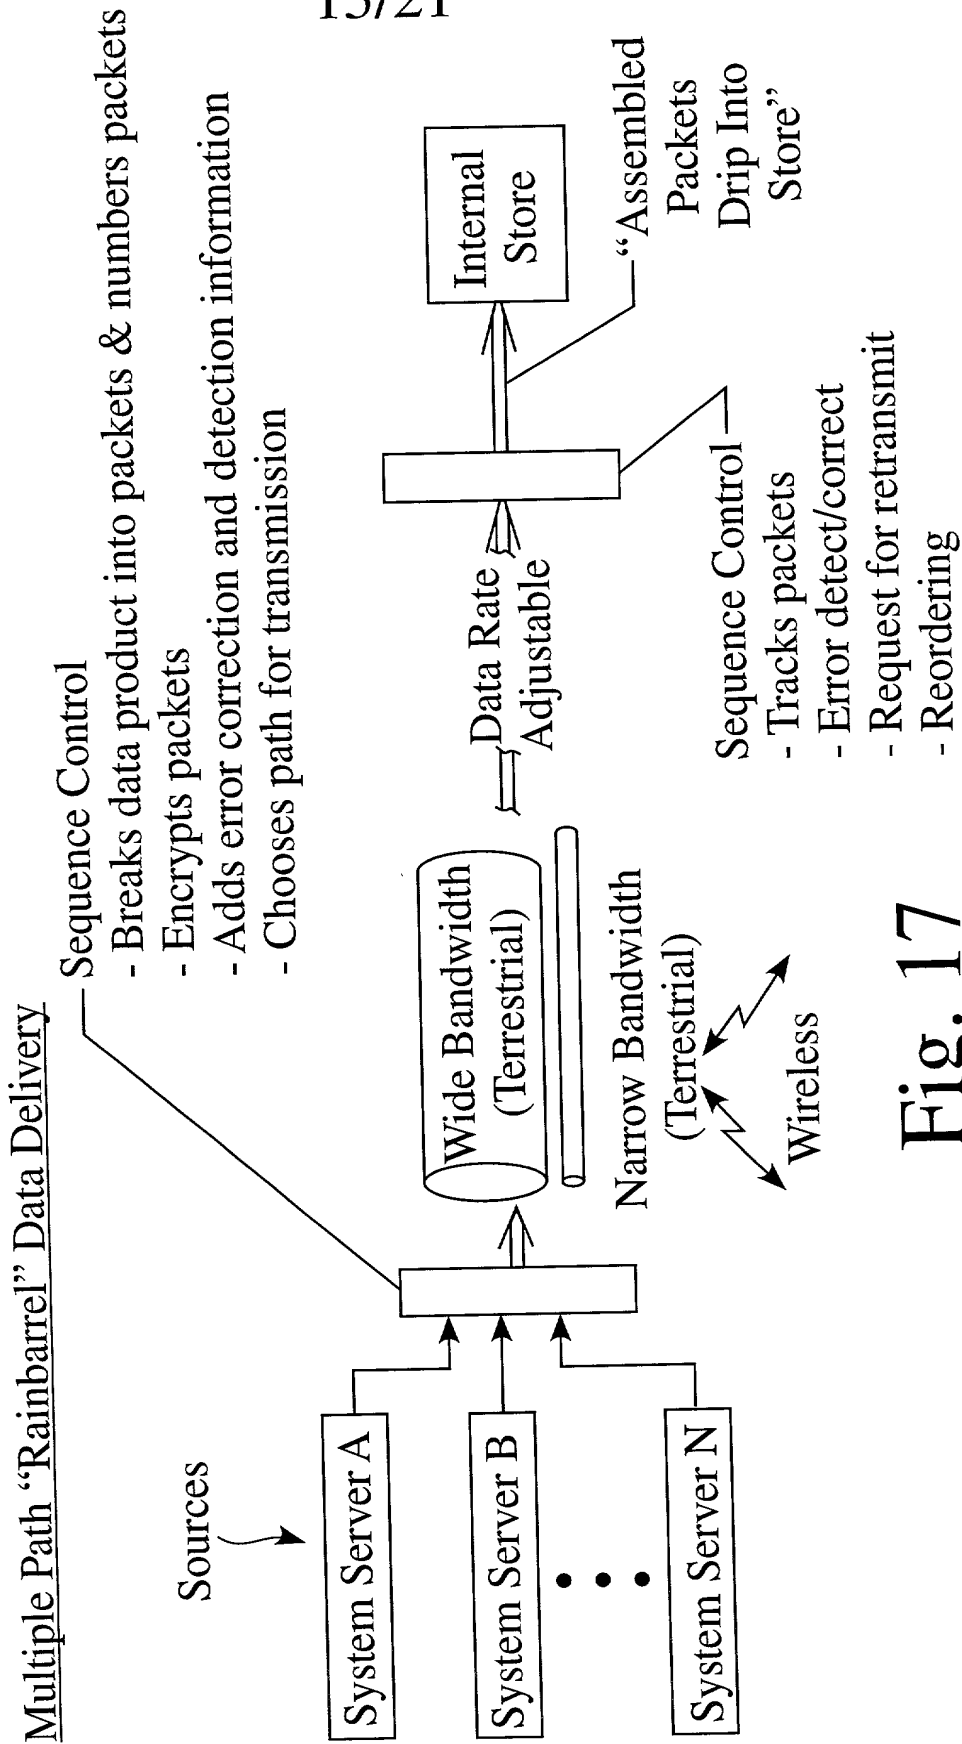 15/21
Multiple Path “Rainbarrel” Data Delivery
Sequence Control
- Breaks data product into packets & numbers packets
- Encrypts packets
- Adds error correction and detection information
- Chooses path for transmission
Sources
System Server A
System Server B
System Server N
Wide Bandwidth
(Terrestrial)
Narrow Bandwidth
(Terrestrial)
Wireless
Data Rate
Adjustable
Internal
Store
“Assembled
Packets
Drip Into
Store”
Sequence Control
- Tracks packets
- Error detect/correct
- Request for retransmit
- Reordering
Fig. 17